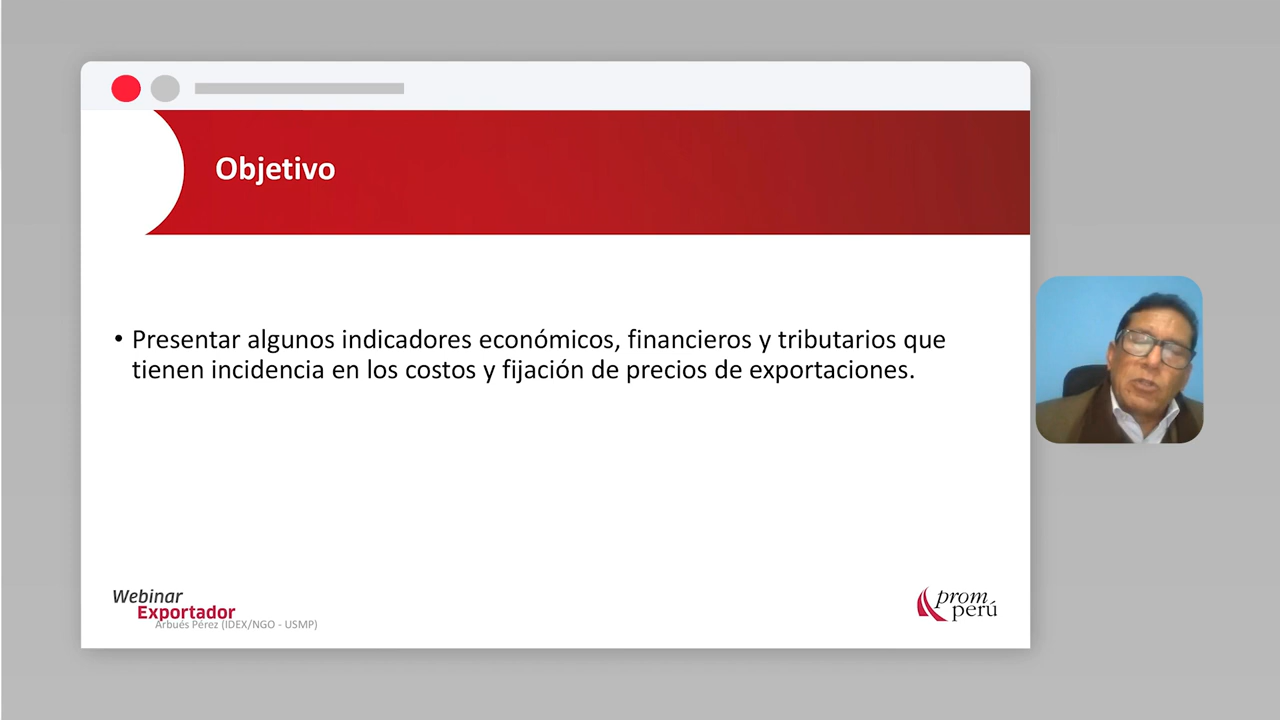 Objetivo
• Presentar algunos indicadores económicos, financieros y tributarios que
tienen incidencia en los costos y fijación de precios de exportaciones.
Webinar
Exportador
Arbués Pérez (IDEX/NGO - USMP)
prom
perú